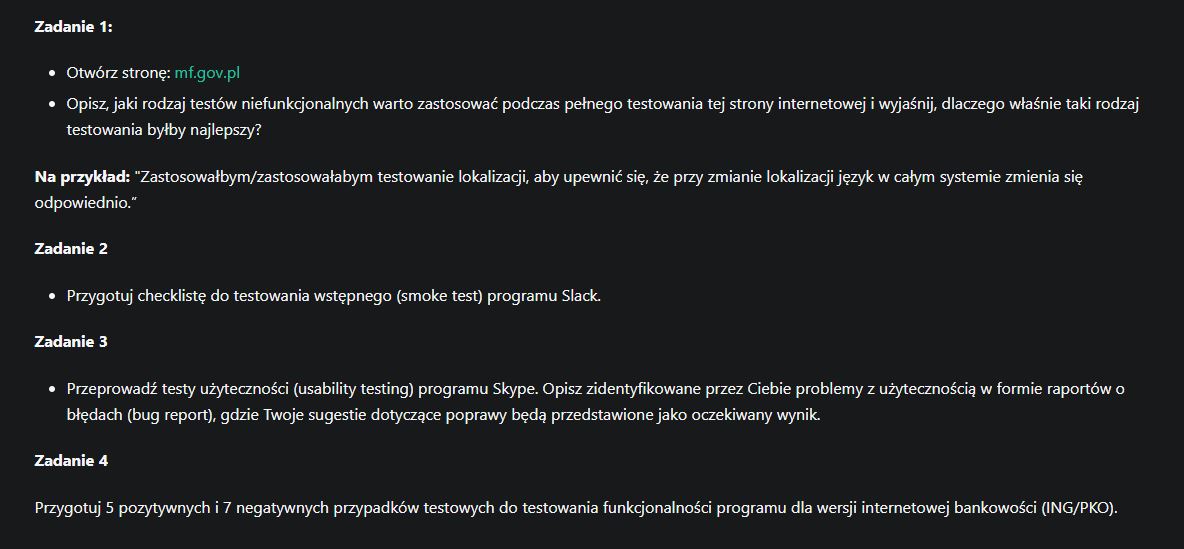 Zadanie 1:
Otwórz stronę: mf.gov.pl
Opisz, jaki rodzaj testów niefunkcjonalnych warto zastosować podczas pełnego testowania tej strony internetowej i wyjaśnij, dlaczego właśnie taki rodzaj
testowania byłby najlepszy?
Na przykład: "Zastosowałbym/zastosowałabym testowanie lokalizacji, aby upewnić się, że przy zmianie lokalizacji język w całym systemie zmienia się
odpowiednio.”
Zadanie 2
Przygotuj checklistę do testowania wstępnego (smoke test) programu Slack.
Zadanie 3
Przeprowadź testy użyteczności (usability testing) programu Skype. Opisz zidentyfikowane przez Ciebie problemy z użytecznością w formie raportów o
błędach (bug report), gdzie Twoje sugestie dotyczące poprawy będą przedstawione jako oczekiwany wynik.
Zadanie 4
Przygotuj 5 pozytywnych i 7 negatywnych przypadków testowych do testowania funkcjonalności programu dla wersji internetowej bankowości (ING/PKO).